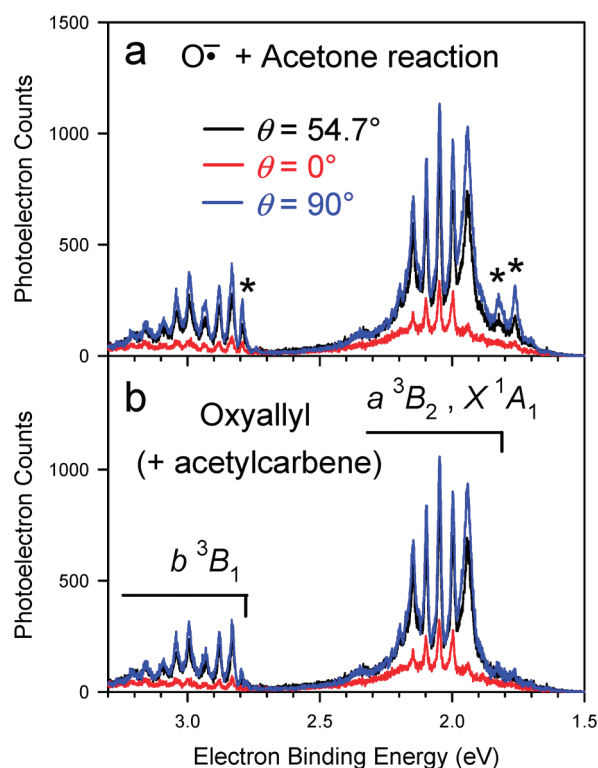 1500
a O•̅ + Acetone reaction
θ = 54.7°
1000
θ = 0°
θ = 90°
Photoelectron Counts
500
* * *
0
b
a ³B₂ , X ¹A₁
Oxyallyl
(+ acetylcarbene)
1000
Photoelectron Counts
b ³B₁
500
0
3.0 2.5 2.0 1.5
Electron Binding Energy (eV)